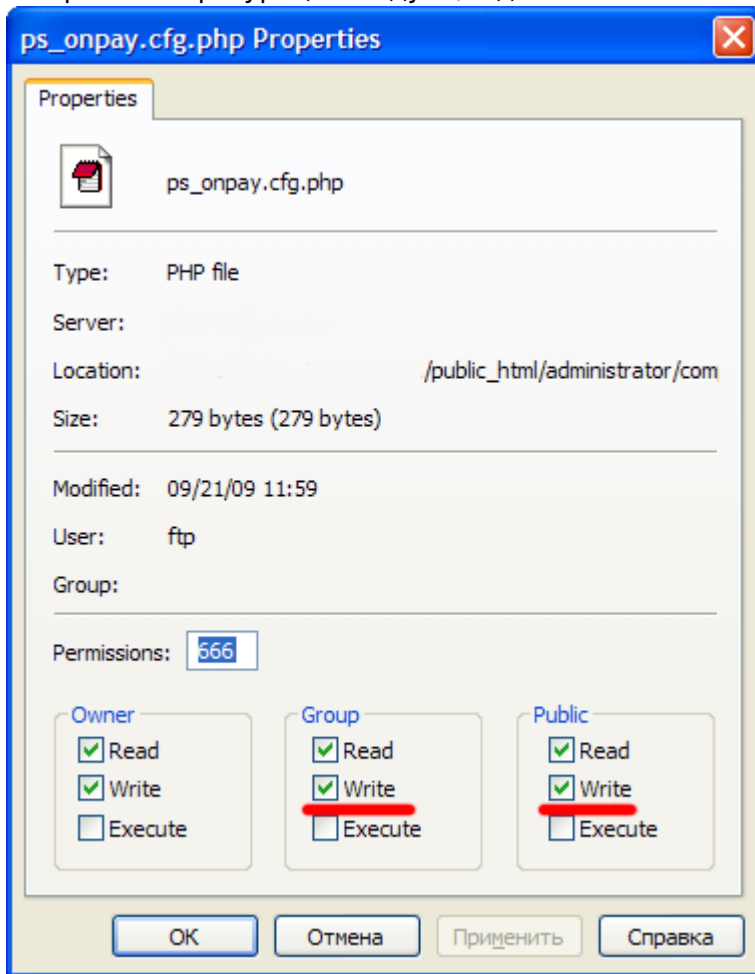 ps_onpay.cfg.php Properties
Properties
ps_onpay.cfg.php
Type: PHP file
Server:
Location: /public_html/administrator/com
Size: 279 bytes (279 bytes)
Modified: 09/21/09 11:59
User: ftp
Group:
Permissions: 666
Owner Group Public
Read Read Read
Write Write Write
Execute Execute Execute
ОК Отмена Применить Справка